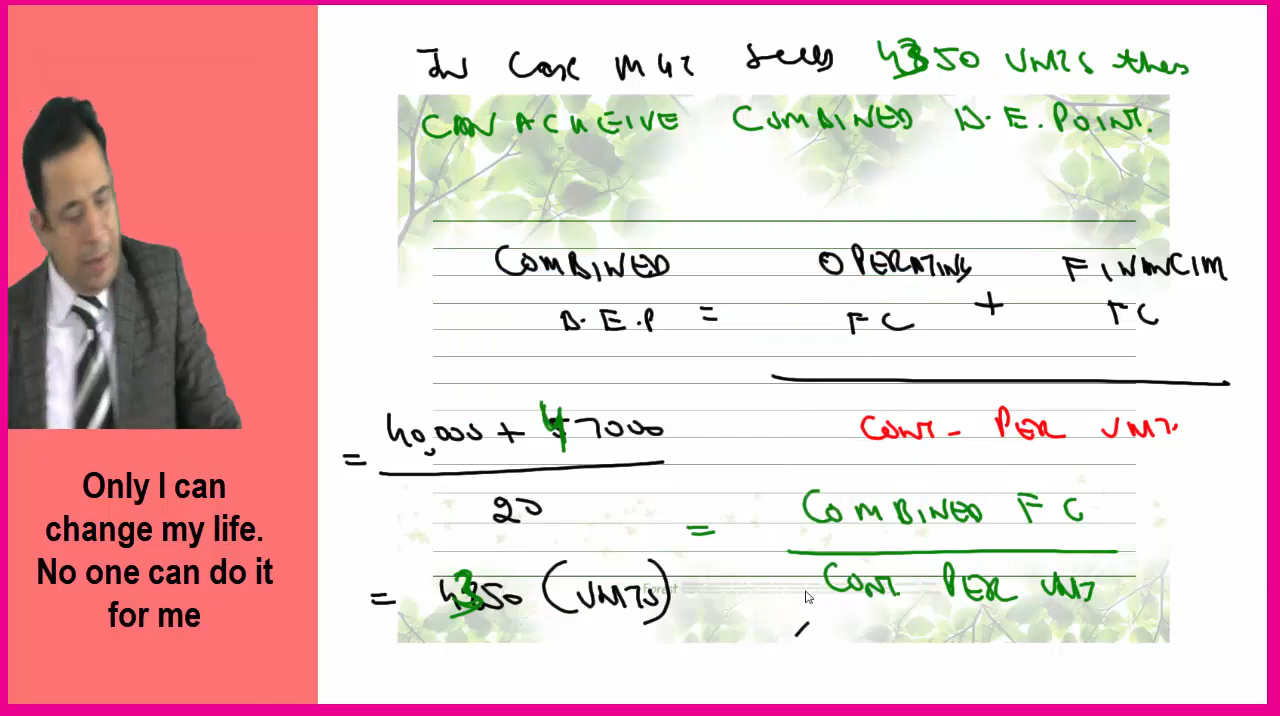 In Case MGT Sells 4350 UNITS then
CAN ACHEIVE COMBINED B.E. POINT.
COMBINED OPERATING FINANCIAL
B.E.P = FC + FC
= 40,000 + 47000 CONT- PER UNIT
20 = COMBINED FC
= 4350 (UNITS) CONT PER UNIT
Only I can
change my life.
No one can do it
for me